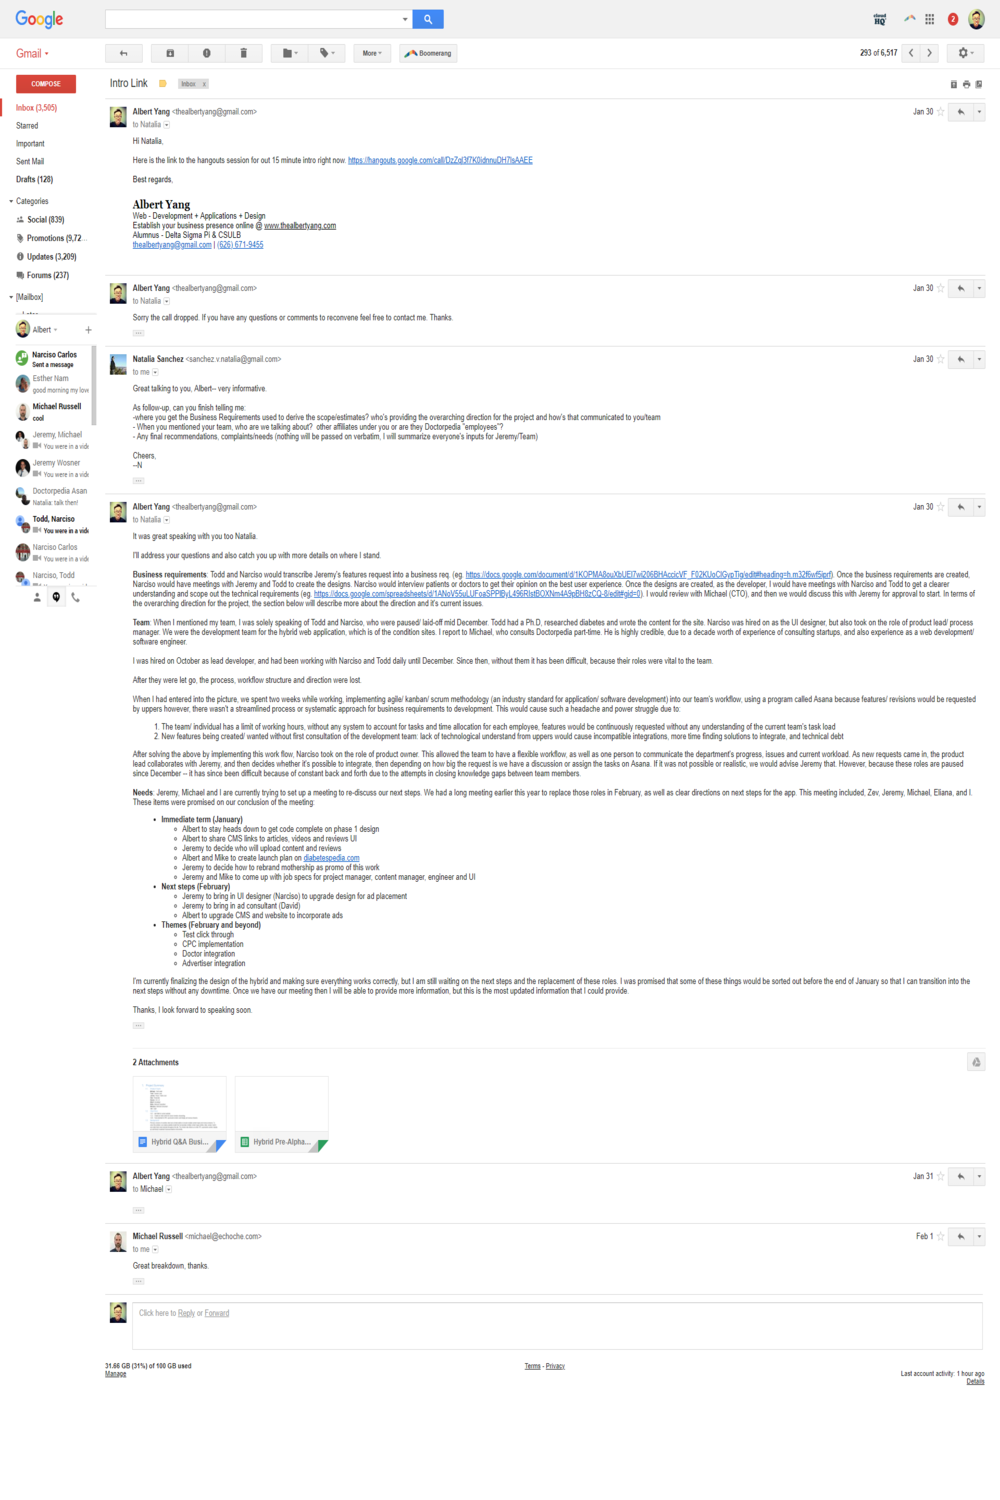 Google
cloud HQ
2
Gmail
More
Boomerang
293 of 6,517
COMPOSE
Inbox (3,505)
Starred
Important
Sent Mail
Drafts (128)
Categories
Social (839)
Promotions (9,72...
Updates (3,209)
Forums (237)
[Mailbox]
Albert
Narciso Carlos
Sent a message
Esther Nam
good morning my love
Michael Russell
cool
Jeremy, Michael
You were in a vide
Jeremy Wosner
You were in a vide
Doctorpedia Asan
Natalia: talk then!
Todd, Narciso
You were in a vide
Narciso Carlos
You were in a vide
Narciso, Todd
Intro Link
Inbox x
Albert Yang <thealbertyang@gmail.com>
Jan 30
to Natalia
Hi Natalia,
Here is the link to the hangouts session for out 15 minute intro right now.
Best regards,
Albert Yang
Web - Development + Applications + Design
Establish your business presence online @ www.thealbertyang.com
Alumnus - Delta Sigma Pi & CSULB
thealbertyang@gmail.com | (626) 671-9455
Albert Yang <thealbertyang@gmail.com>
Jan 30
to Natalia
Sorry the call dropped. If you have any questions or comments to reconvene feel free to contact me. Thanks.
Natalia Sanchez <sanchez.v.natalia@gmail.com>
Jan 30
to me
Great talking to you, Albert-- very informative.
As follow-up, can you finish telling me:
-where you get the Business Requirements used to derive the scope/estimates? who's providing the overarching direction for the project and how's that communicated to you/team
- When you mentioned your team, who are we talking about? other affiliates under you or are they Doctorpedia "employees"?
- Any final recommendations, complaints/needs (nothing will be passed on verbatim, I will summarize everyone's inputs for Jeremy/Team)
Cheers,
--N
Albert Yang <thealbertyang@gmail.com>
Jan 30
to Natalia
It was great speaking with you too Natalia.
I'll address your questions and also catch you up with more details on where I stand.
Business requirements: Todd and Narciso would transcribe Jeremy's features request into a business req. (eg. Once the business requirements are created,
Narciso would have meetings with Jeremy and Todd to create the designs. Narciso would interview patients or doctors to get their opinion on the best user experience. Once the designs are created, as the developer, I would have meetings with Narciso and Todd to get a clearer
understanding and scope out the technical requirements (eg. I would review with Michael (CTO), and then we would discuss this with Jeremy for approval to start. In terms of
the overarching direction for the project, the section below will describe more about the direction and it's current issues.
Team: When I mentioned my team, I was solely speaking of Todd and Narciso, who were paused/ laid-off mid December. Todd had a Ph.D, researched diabetes and wrote the content for the site. Narciso was hired on as the UI designer, but also took on the role of product lead/ process
manager. We were the development team for the hybrid web application, which is of the condition sites. I report to Michael, who consults Doctorpedia part-time. He is highly credible, due to a decade worth of experience of consulting startups, and also experience as a web development/
software engineer.
I was hired on October as lead developer, and had been working with Narciso and Todd daily until December. Since then, without them it has been difficult, because their roles were vital to the team.
After they were let go, the process, workflow structure and direction were lost.
When I had entered into the picture, we spent two weeks while working, implementing agile/ kanban/ scrum methodology (an industry standard for application/ software development) into our team's workflow, using a program called Asana because features/ revisions would be requested
by uppers however, there wasn't a streamlined process or systematic approach for business requirements to development. This would cause such a headache and power struggle due to:
1. The team/ individual has a limit of working hours, without any system to account for tasks and time allocation for each employee, features would be continuously requested without any understanding of the current team's task load
2. New features being created/ wanted without first consultation of the development team: lack of technological understand from uppers would cause incompatible integrations, more time finding solutions to integrate, and technical debt
After solving the above by implementing this work flow, Narciso took on the role of product owner. This allowed the team to have a flexible workflow, as well as one person to communicate the department's progress, issues and current workload. As new requests came in, the product
lead collaborates with Jeremy, and then decides whether it's possible to integrate, then depending on how big the request is we have a discussion or assign the tasks on Asana. If it was not possible or realistic, we would advise Jeremy that. However, because these roles are paused
since December -- it has since been difficult because of constant back and forth due to the attempts in closing knowledge gaps between team members.
Needs: Jeremy, Michael and I are currently trying to set up a meeting to re-discuss our next steps. We had a long meeting earlier this year to replace those roles in February, as well as clear directions on next steps for the app. This meeting included, Zev, Jeremy, Michael, Eliana, and I.
These items were promised on our conclusion of the meeting:
• Immediate term (January)
Albert to stay heads down to get code complete on phase 1 design
Albert to share CMS links to articles, videos and reviews UI
Jeremy to decide who will upload content and reviews
Albert and Mike to create launch plan on diabetespedia.com
Jeremy to decide how to rebrand mothership as promo of this work
Jeremy and Mike to come up with job specs for project manager, content manager, engineer and UI
• Next steps (February)
Jeremy to bring in UI designer (Narciso) to upgrade design for ad placement
Jeremy to bring in ad consultant (David)
Albert to upgrade CMS and website to incorporate ads
• Themes (February and beyond)
Test click through
CPC implementation
Doctor integration
Advertiser integration
I'm currently finalizing the design of the hybrid and making sure everything works correctly, but I am still waiting on the next steps and the replacement of these roles. I was promised that some of these things would be sorted out before the end of January so that I can transition into the
next steps without any downtime. Once we have our meeting then I will be able to provide more information, but this is the most updated information that I could provide.
Thanks, I look forward to speaking soon.
2 Attachments
Hybrid Q&A Busi...
Hybrid Pre-Alpha...
Albert Yang <thealbertyang@gmail.com>
Jan 31
to Michael
Michael Russell <michael@echoche.com>
Feb 1
to me
Great breakdown, thanks.
Click here to Reply or Forward
31.66 GB (31%) of 100 GB used
Manage
Terms - Privacy
Last account activity: 1 hour ago
Details